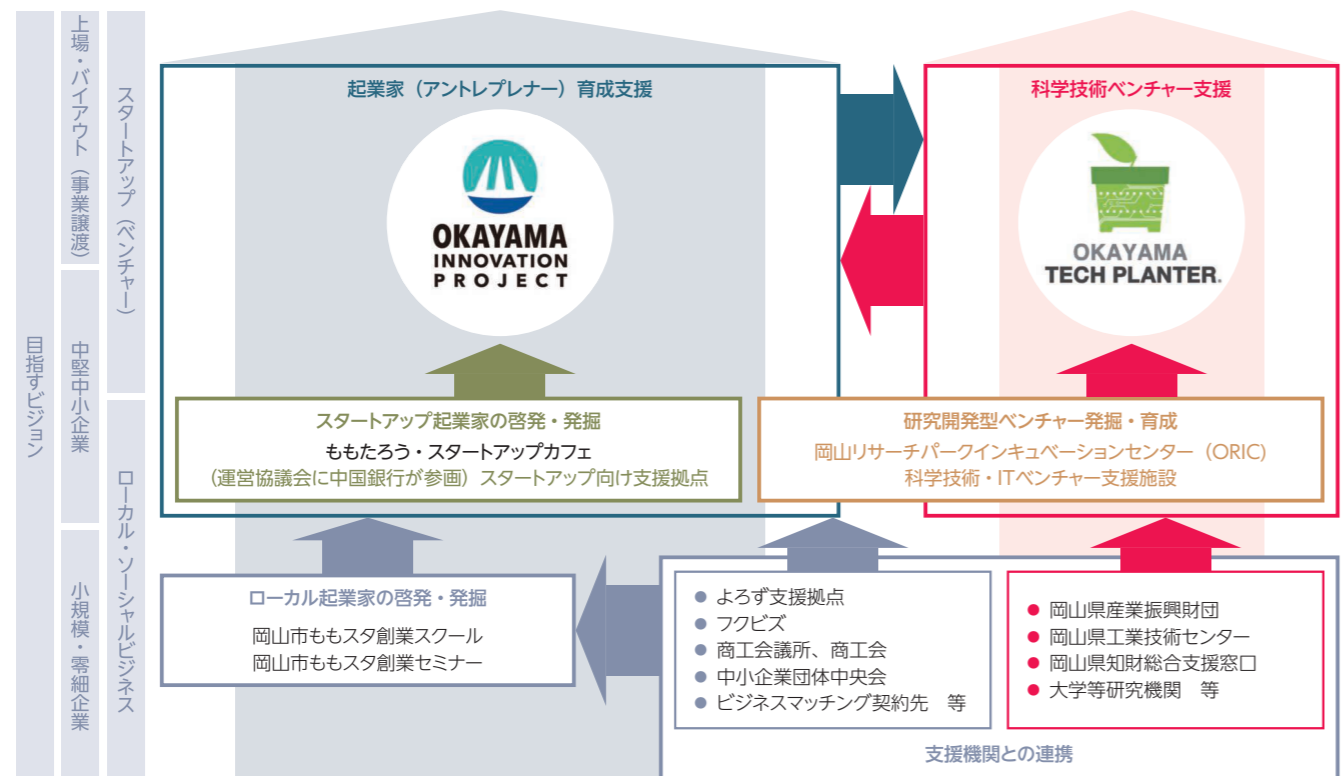 目指すビジョン
上場・バイアウト（事業譲渡）
中堅中小企業
小規模・零細企業
スタートアップ（ベンチャー）
ローカル・ソーシャルビジネス
起業家（アントレプレナー）育成支援
OKAYAMA
INNOVATION
PROJECT
科学技術ベンチャー支援
OKAYAMA
TECH PLANTER.
スタートアップ起業家の啓発・発掘
ももたろう・スタートアップカフェ
（運営協議会に中国銀行が参画）スタートアップ向け支援拠点
研究開発型ベンチャー発掘・育成
岡山リサーチパークインキュベーションセンター（ORIC）
科学技術・ITベンチャー支援施設
ローカル起業家の啓発・発掘
岡山市ももスタ創業スクール
岡山市ももスタ創業セミナー
● よろず支援拠点
● フクビズ
● 商工会議所、商工会
● 中小企業団体中央会
● ビジネスマッチング契約先　等
● 岡山県産業振興財団
● 岡山県工業技術センター
● 岡山県知財総合支援窓口
● 大学等研究機関　等
支援機関との連携